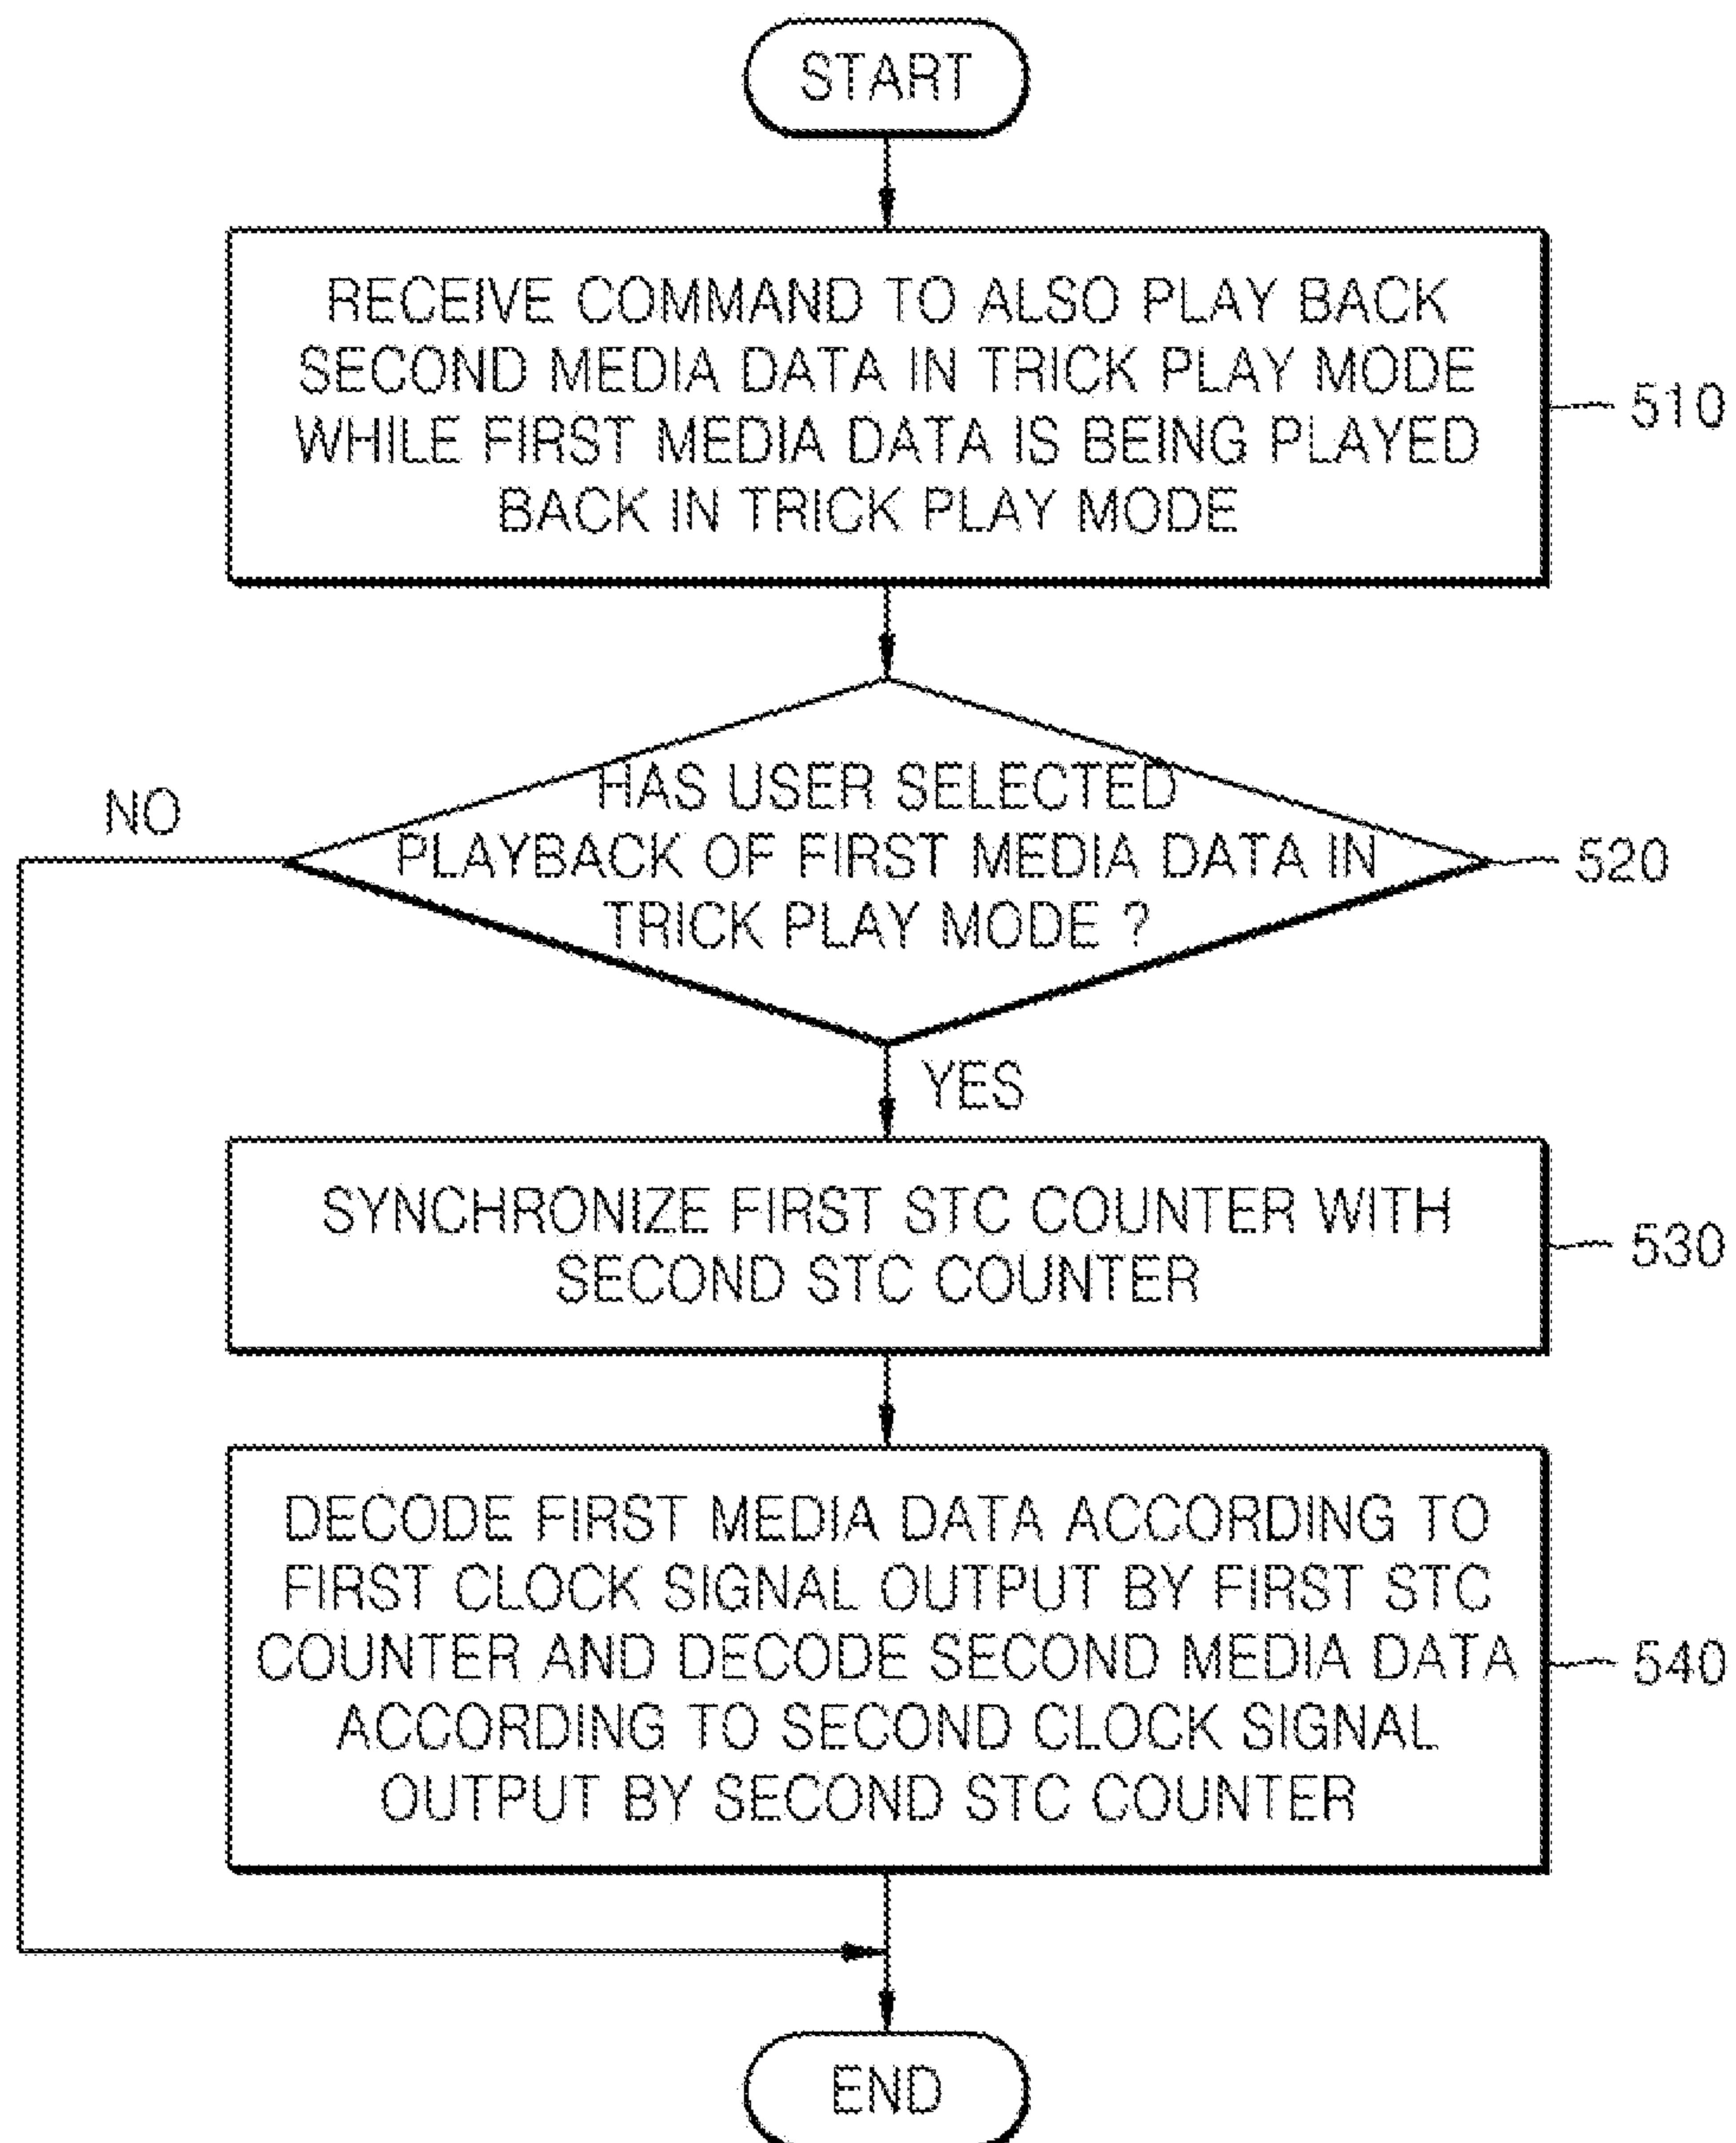 START
RECEIVE COMMAND TO ALSO PLAY BACK
SECOND MEDIA DATA IN TRICK PLAY MODE
WHILE FIRST MEDIA DATA IS BEING PLAYED
BACK IN TRICK PLAY MODE
510
HAS USER SELECTED
PLAYBACK OF FIRST MEDIA DATA IN
TRICK PLAY MODE ?
520
NO
YES
SYNCHRONIZE FIRST STC COUNTER WITH
SECOND STC COUNTER
530
DECODE FIRST MEDIA DATA ACCORDING TO
FIRST CLOCK SIGNAL OUTPUT BY FIRST STC
COUNTER AND DECODE SECOND MEDIA DATA
ACCORDING TO SECOND CLOCK SIGNAL
OUTPUT BY SECOND STC COUNTER
540
END